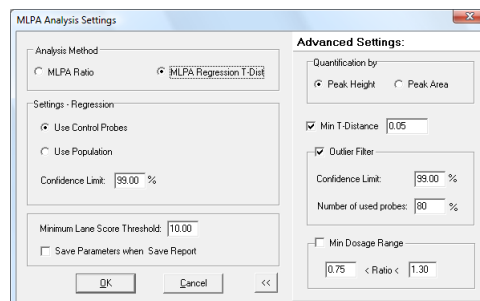 MLPA Analysis Settings
Analysis Method
MLPA Ratio
MLPA Regression T-Dist
Settings - Regression
Use Control Probes
Use Population
Confidence Limit: 99.00 %
Minimum Lane Score Threshold: 10.00
Save Parameters when Save Report
OK
Cancel
<<
Advanced Settings:
Quantification by
Peak Height
Peak Area
Min T-Distance 0.05
Outlier Filter
Confidence Limit: 99.00 %
Number of used probes: 80 %
Min Dosage Range
0.75 < Ratio < 1.30